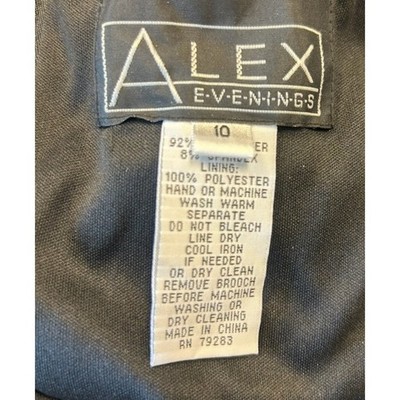 ALEX
E·V·E·N·I·N·G·S
10
92% ER
8% SPANDEX
LINING:
100% POLYESTER
HAND OR MACHINE
WASH WARM
SEPARATE
DO NOT BLEACH
LINE DRY
COOL IRON
IF NEEDED
OR DRY CLEAN
REMOVE BROOCH
BEFORE MACHINE
WASHING OR
DRY CLEANING
MADE IN CHINA
RN 79283